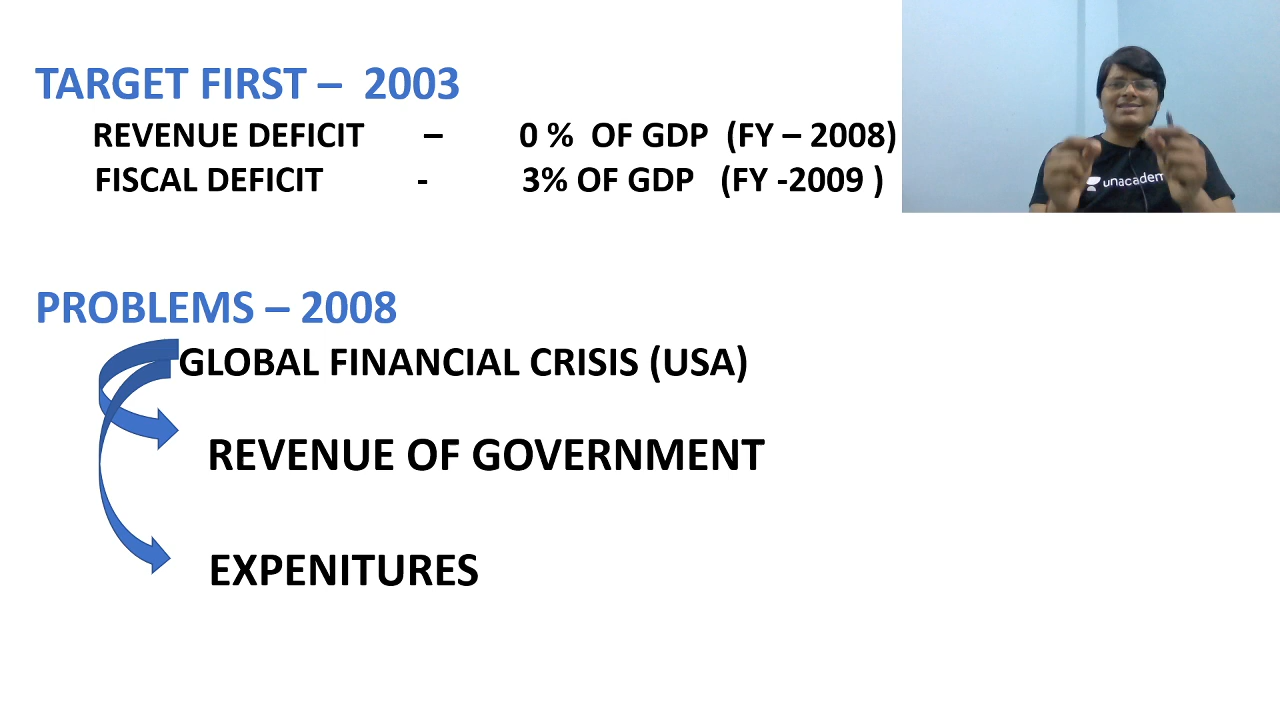 TARGET FIRST – 2003
REVENUE DEFICIT – 0 % OF GDP (FY – 2008)
FISCAL DEFICIT - 3% OF GDP (FY -2009 )
unacadem
PROBLEMS – 2008
GLOBAL FINANCIAL CRISIS (USA)
REVENUE OF GOVERNMENT
EXPENITURES